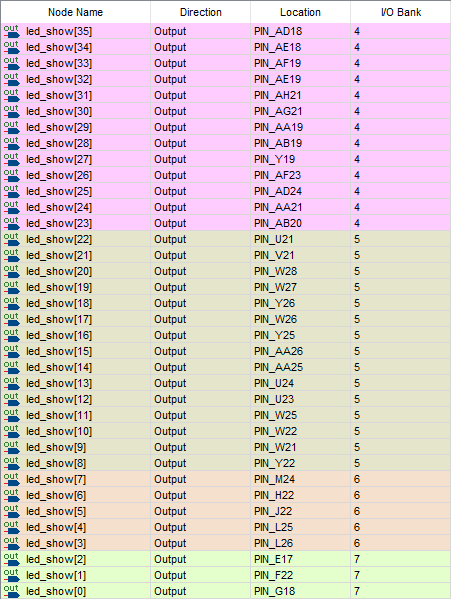 Node Name Direction Location I/O Bank
out led_show[35] Output PIN_AD18 4
out led_show[34] Output PIN_AE18 4
out led_show[33] Output PIN_AF19 4
out led_show[32] Output PIN_AE19 4
out led_show[31] Output PIN_AH21 4
out led_show[30] Output PIN_AG21 4
out led_show[29] Output PIN_AA19 4
out led_show[28] Output PIN_AB19 4
out led_show[27] Output PIN_Y19 4
out led_show[26] Output PIN_AF23 4
out led_show[25] Output PIN_AD24 4
out led_show[24] Output PIN_AA21 4
out led_show[23] Output PIN_AB20 4
out led_show[22] Output PIN_U21 5
out led_show[21] Output PIN_V21 5
out led_show[20] Output PIN_W28 5
out led_show[19] Output PIN_W27 5
out led_show[18] Output PIN_Y26 5
out led_show[17] Output PIN_W26 5
out led_show[16] Output PIN_Y25 5
out led_show[15] Output PIN_AA26 5
out led_show[14] Output PIN_AA25 5
out led_show[13] Output PIN_U24 5
out led_show[12] Output PIN_U23 5
out led_show[11] Output PIN_W25 5
out led_show[10] Output PIN_W22 5
out led_show[9] Output PIN_W21 5
out led_show[8] Output PIN_Y22 5
out led_show[7] Output PIN_M24 6
out led_show[6] Output PIN_H22 6
out led_show[5] Output PIN_J22 6
out led_show[4] Output PIN_L25 6
out led_show[3] Output PIN_L26 6
out led_show[2] Output PIN_E17 7
out led_show[1] Output PIN_F22 7
out led_show[0] Output PIN_G18 7